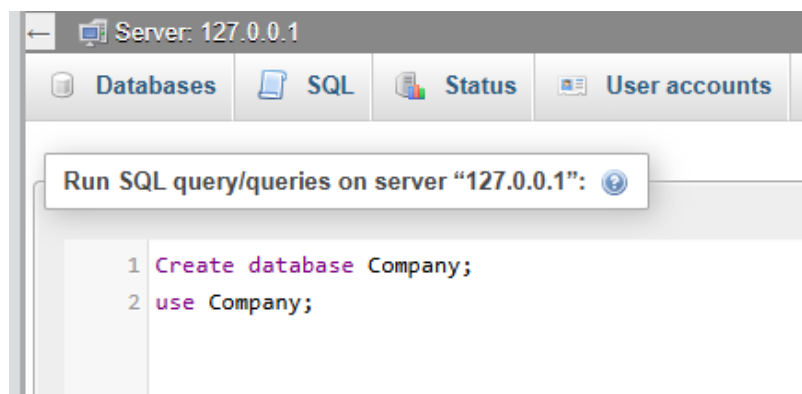 ← Server: 127.0.0.1
Databases SQL Status User accounts
Run SQL query/queries on server “127.0.0.1”:
1 Create database Company;
2 use Company;